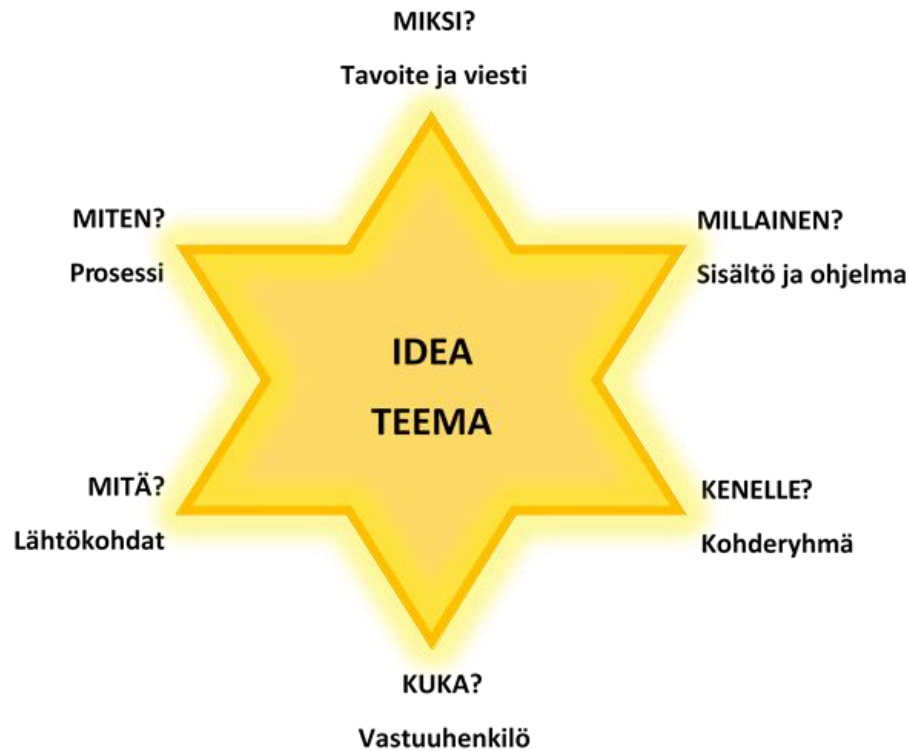 MIKSI?
Tavoite ja viesti
MITEN?
Prosessi
MILLAINEN?
Sisältö ja ohjelma
IDEA
TEEMA
MITÄ?
Lähtökohdat
KENELLE?
Kohderyhmä
KUKA?
Vastuuhenkilö